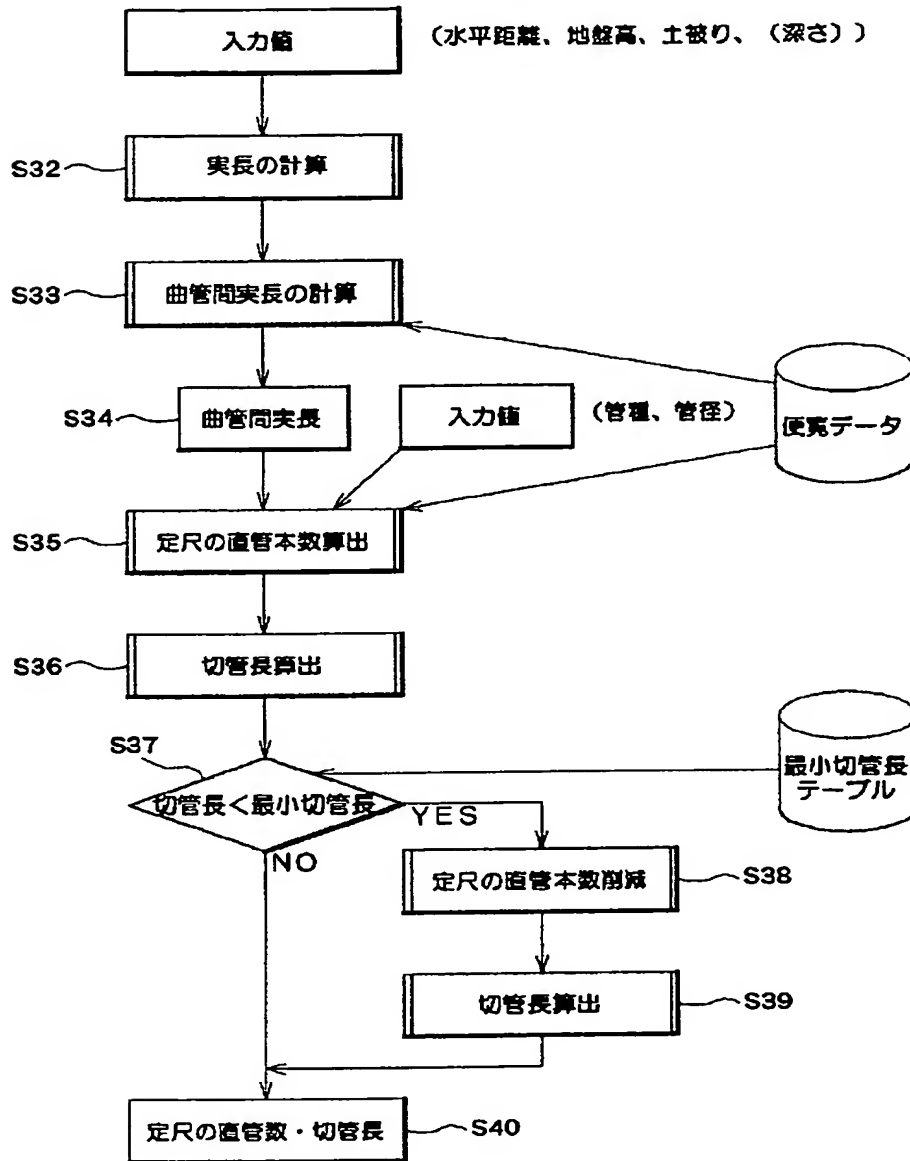 入力値
(水平距離、地盤高、土被り、(深さ))
S32
実長の計算
S33
曲管間実長の計算
S34
曲管間実長
入力値
(管種、管径)
便覧データ
S35
定尺の直管本数算出
S36
切管長算出
S37
切管長<最小切管長
YES
NO
最小切管長
テーブル
定尺の直管本数削減
S38
切管長算出
S39
定尺の直管数・切管長
S40